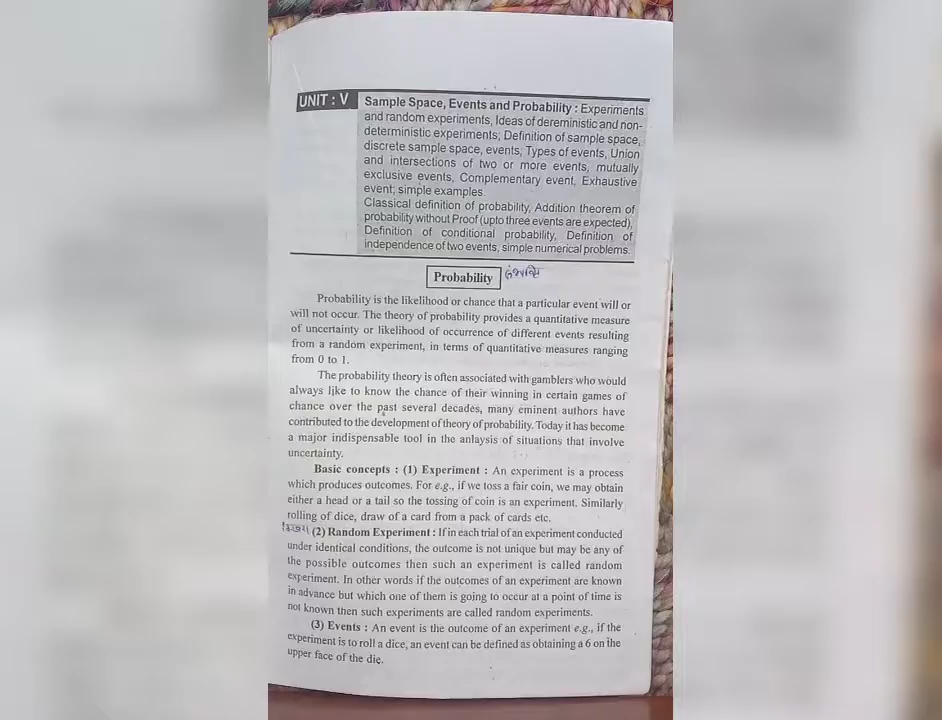 UNIT : V
Sample Space, Events and Probability : Experiments
and random experiments, Ideas of dereministic and non-
deterministic experiments; Definition of sample space,
discrete sample space, events; Types of events, Union
and intersections of two or more events, mutually
exclusive events, Complementary event, Exhaustive
event; simple examples.
Classical definition of probability, Addition theorem of
probability without Proof (upto three events are expected),
Definition of conditional probability, Definition of
independence of two events, simple numerical problems.
Probability
Probability is the likelihood or chance that a particular event will or
will not occur. The theory of probability provides a quantitative measure
of uncertainty or likelihood of occurrence of different events resulting
from a random experiment, in terms of quantitative measures ranging
from 0 to 1.
The probability theory is often associated with gamblers who would
always like to know the chance of their winning in certain games of
chance over the past several decades, many eminent authors have
contributed to the development of theory of probability. Today it has become
a major indispensable tool in the anlaysis of situations that involve
uncertainty.
Basic concepts : (1) Experiment : An experiment is a process
which produces outcomes. For e.g., if we toss a fair coin, we may obtain
either a head or a tail so the tossing of coin is an experiment. Similarly
rolling of dice, draw of a card from a pack of cards etc.
(2) Random Experiment : If in each trial of an experiment conducted
under identical conditions, the outcome is not unique but may be any of
the possible outcomes then such an experiment is called random
experiment. In other words if the outcomes of an experiment are known
in advance but which one of them is going to occur at a point of time is
not known then such experiments are called random experiments.
(3) Events : An event is the outcome of an experiment e.g., if the
experiment is to roll a dice, an event can be defined as obtaining a 6 on the
upper face of the die.